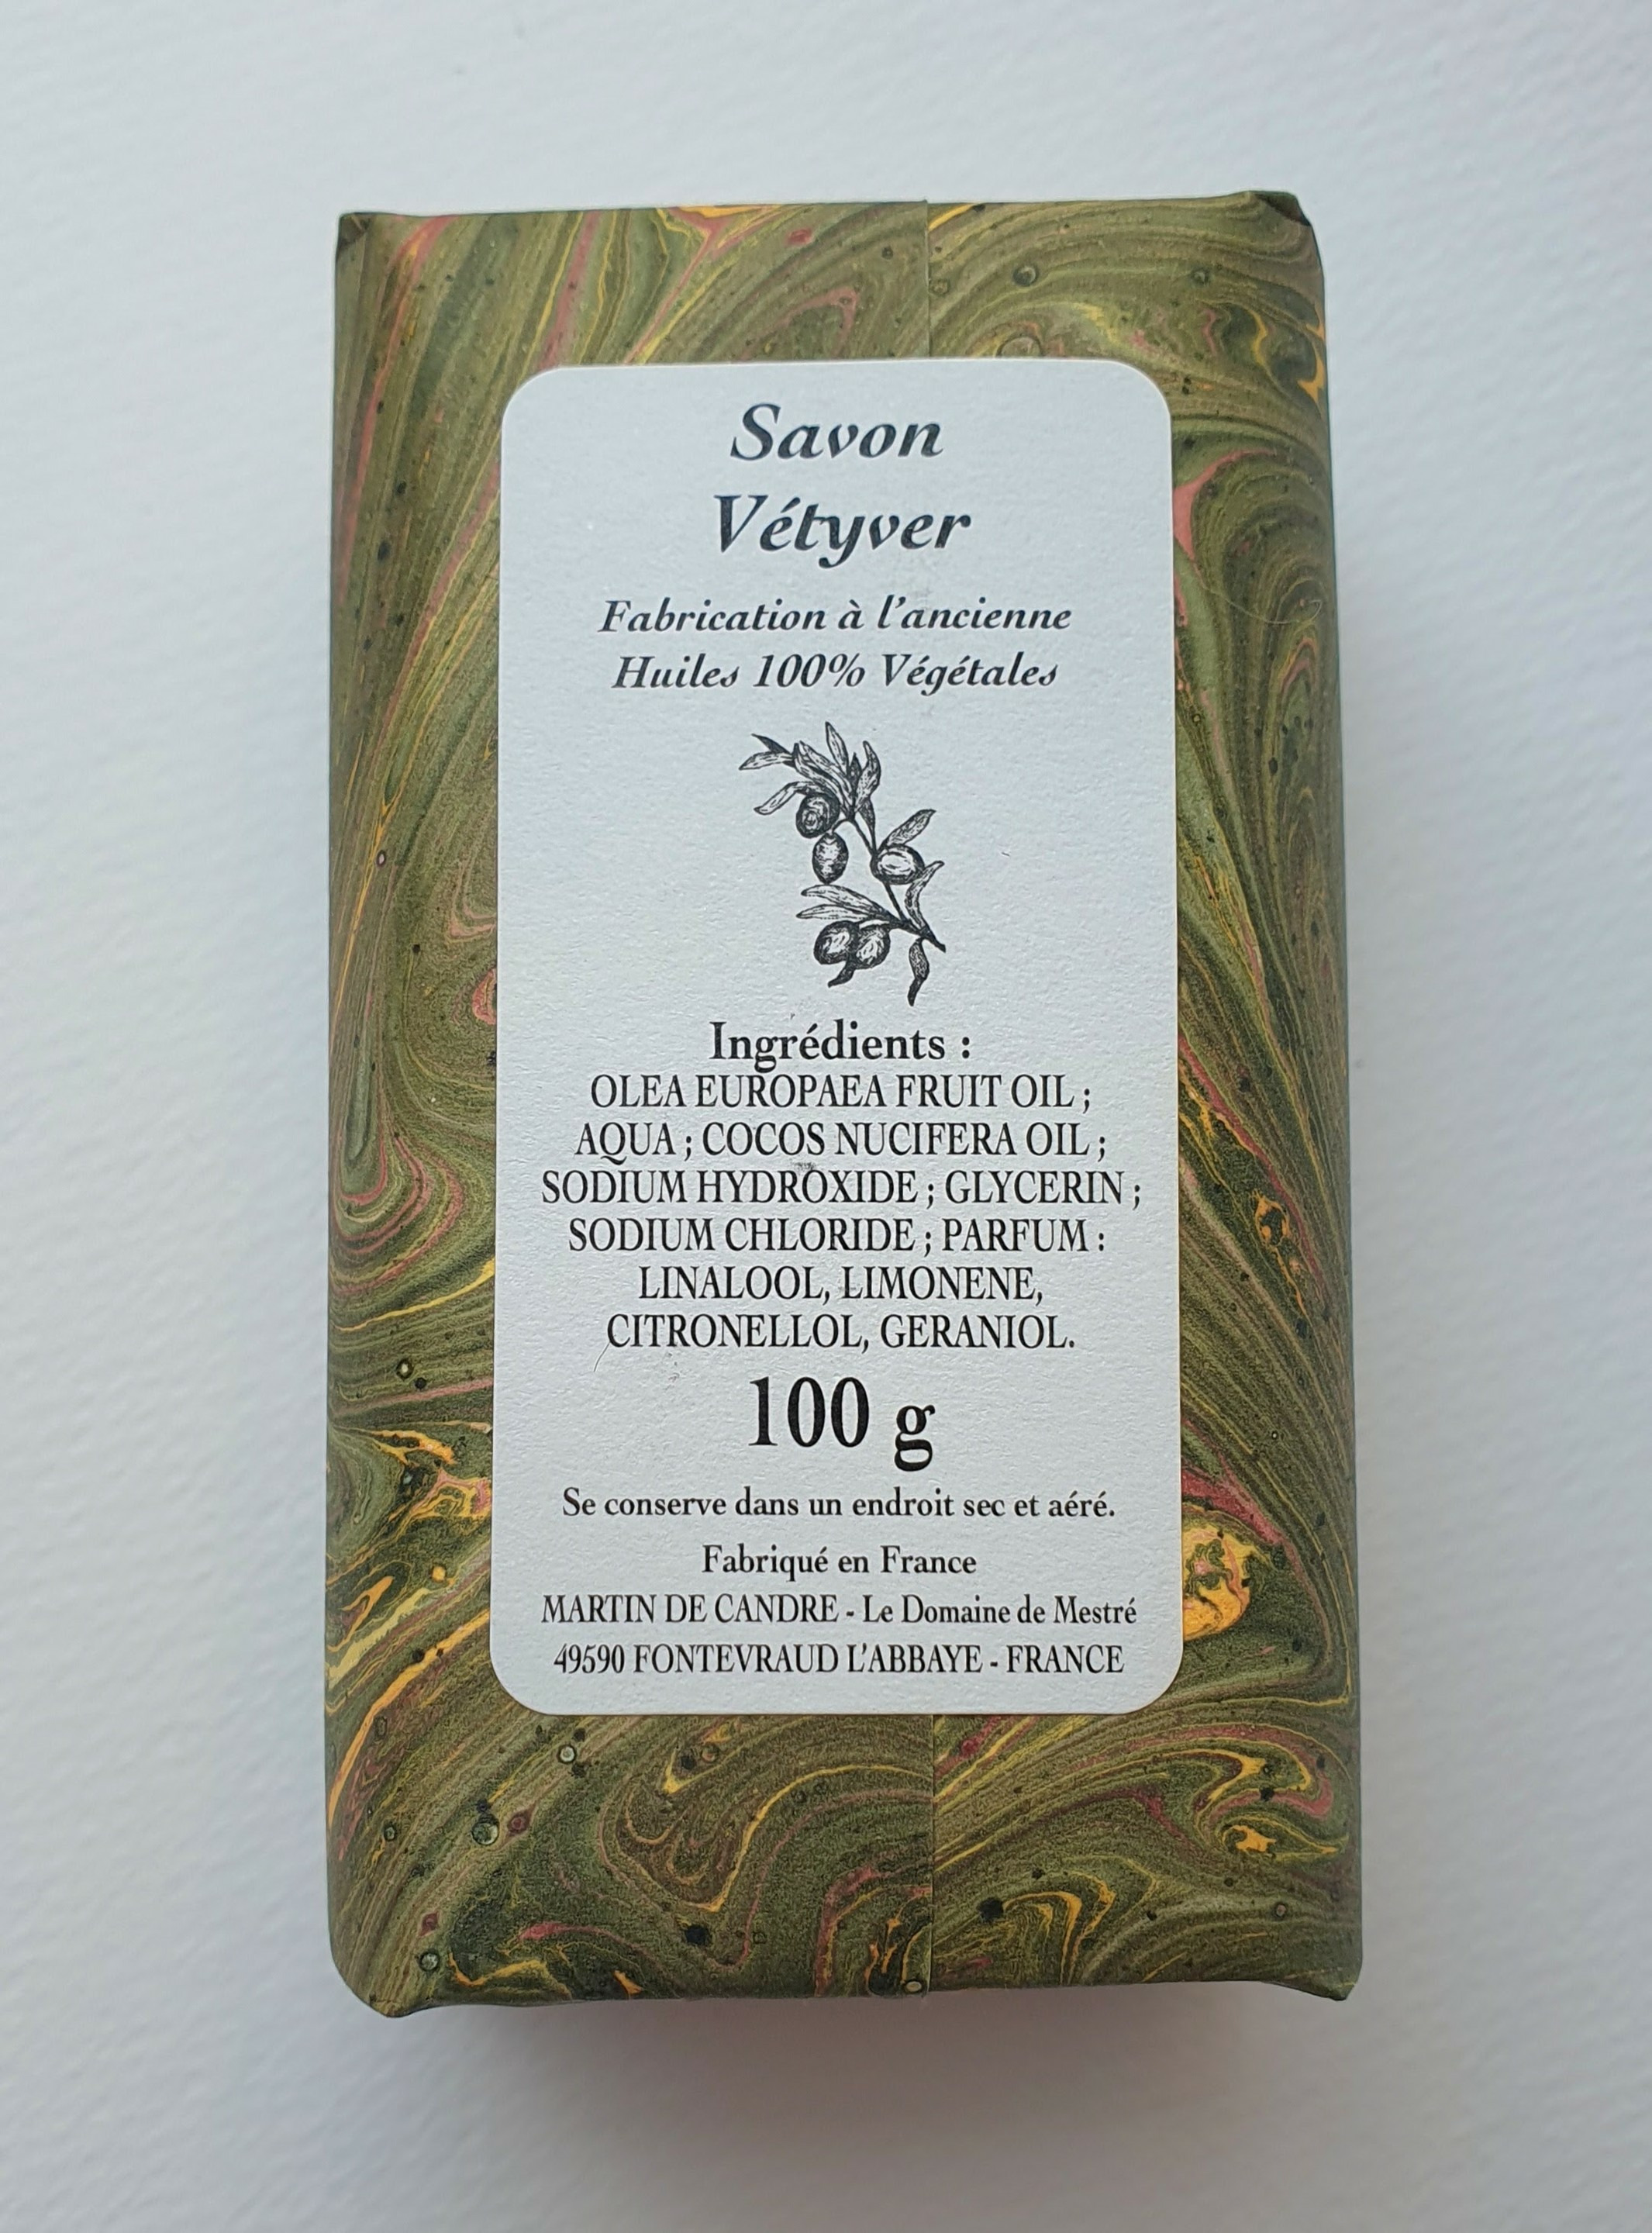 Savon
Vétyver
Fabrication à l'ancienne
Huiles 100% Végétales
Ingrédients :
OLEA EUROPAEA FRUIT OIL ;
AQUA ; COCOS NUCIFERA OIL ;
SODIUM HYDROXIDE ; GLYCERIN ;
SODIUM CHLORIDE ; PARFUM :
LINALOOL, LIMONENE,
CITRONELLOL, GERANIOL.
100 g
Se conserve dans un endroit sec et aéré.
Fabriqué en France
MARTIN DE CANDRE - Le Domaine de Mestré
49590 FONTEVRAUD L'ABBAYE - FRANCE